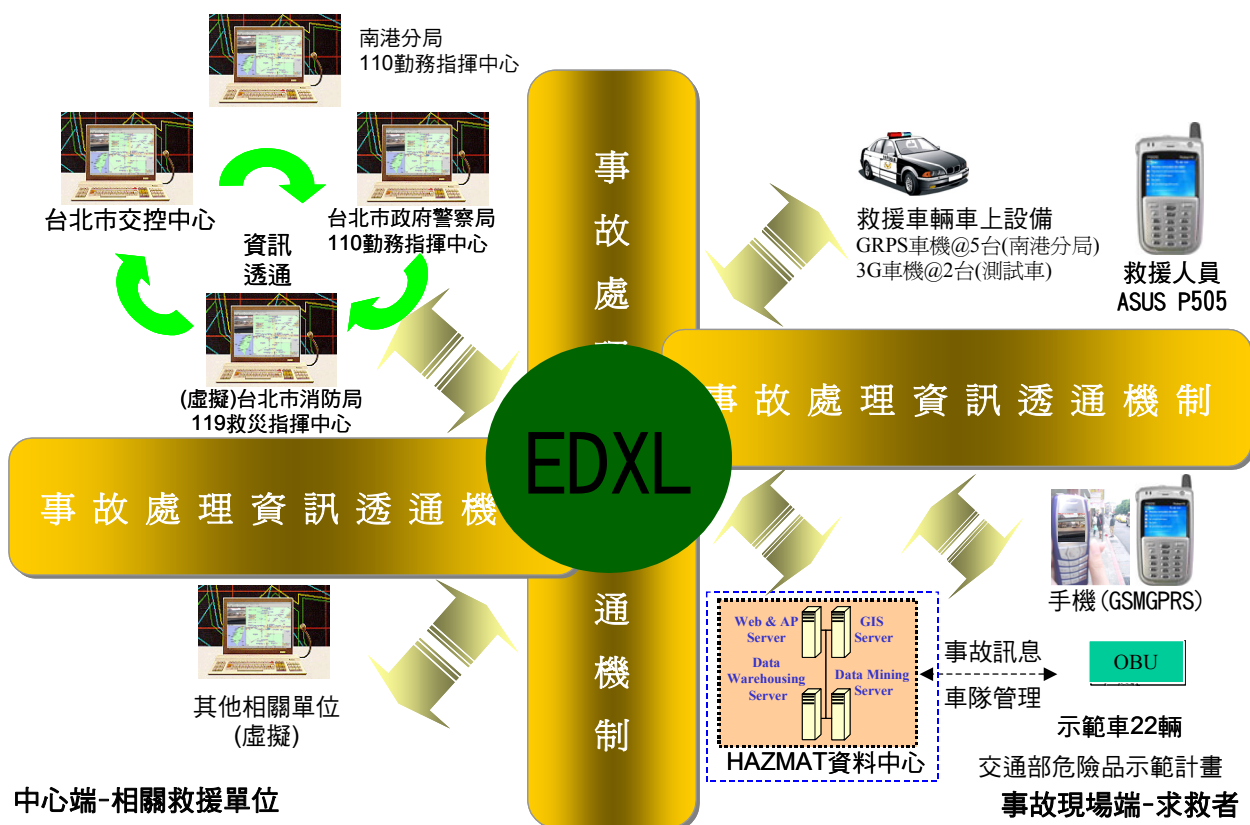 南港分局
110勤務指揮中心
台北市交控中心
台北市政府警察局
110勤務指揮中心
資訊
透通
(虛擬)台北市消防局
119救災指揮中心
事故處理
通機制
救援車輛車上設備
GRPS車機@5台(南港分局)
3G車機@2台(測試車)
救援人員
ASUS P505
事故處理資訊透通機制
EDXL
事故處理資訊透通機
其他相關單位
(虛擬)
中心端-相關救援單位
手機(GSMGPRS)
Web & AP
Server
GIS
Server
Data
Warehousing
Server
Data Mining
Server
HAZMAT資料中心
事故訊息
車隊管理
OBU
示範車22輛
交通部危險品示範計畫
事故現場端-求救者